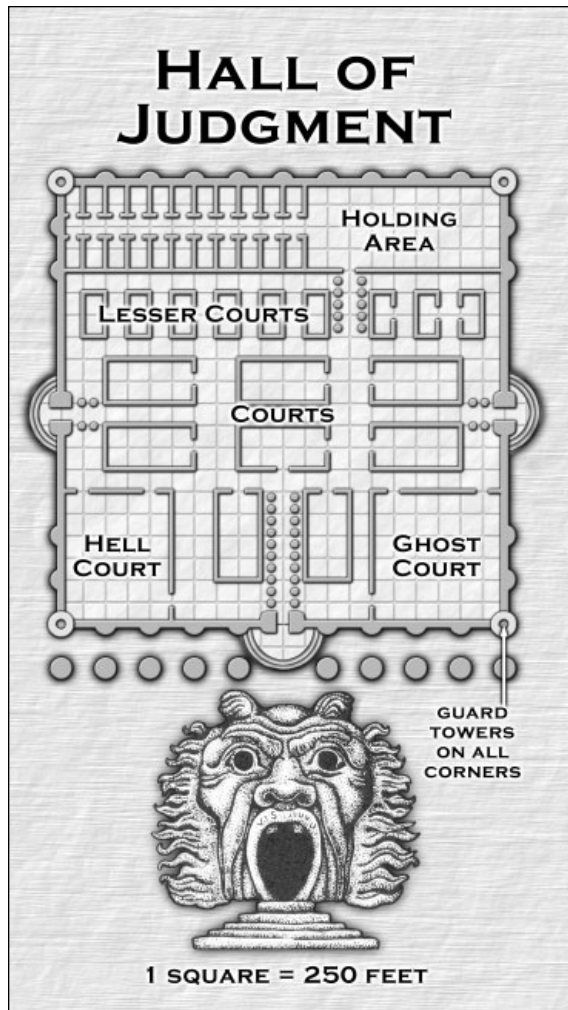 HALL OF
JUDGMENT
HOLDING
AREA
LESSER COURTS
COURTS
HELL
COURT
GHOST
COURT
GUARD
TOWERS
ON ALL
CORNERS
1 SQUARE = 250 FEET